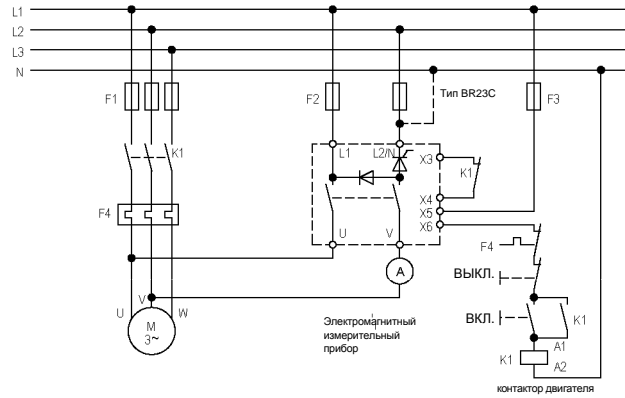 L1
L2
L3
N
F1
F2
Тип BR23C
F3
K1
L1
L2/N
X3
K1
X4
X5
X6
F4
U
V
F4
A
ВЫКЛ.
V
U
W
M
3~
Электромагнитный
измерительный
прибор
ВКЛ.
K1
A1
K1
A2
контактор двигателя